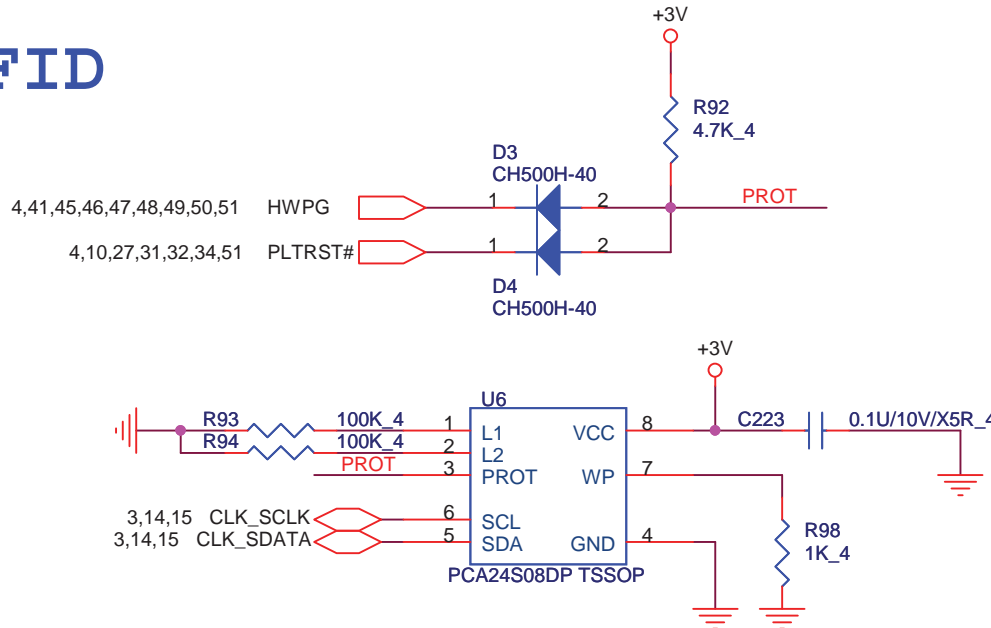 FID
+3V
R92
4.7K_4
D3
CH500H-40
4,41,45,46,47,48,49,50,51 HWPG 1 2 PROT
4,10,27,31,32,34,51 PLTRST# 1 2
D4
CH500H-40
+3V
U6
R93 100K_4 1 L1 VCC 8 C223 0.1U/10V/X5R_4
R94 100K_4 2 L2
PROT 3 PROT WP 7
3,14,15 CLK_SCLK 6 SCL
3,14,15 CLK_SDATA 5 SDA GND 4
R98
1K_4
PCA24S08DP TSSOP